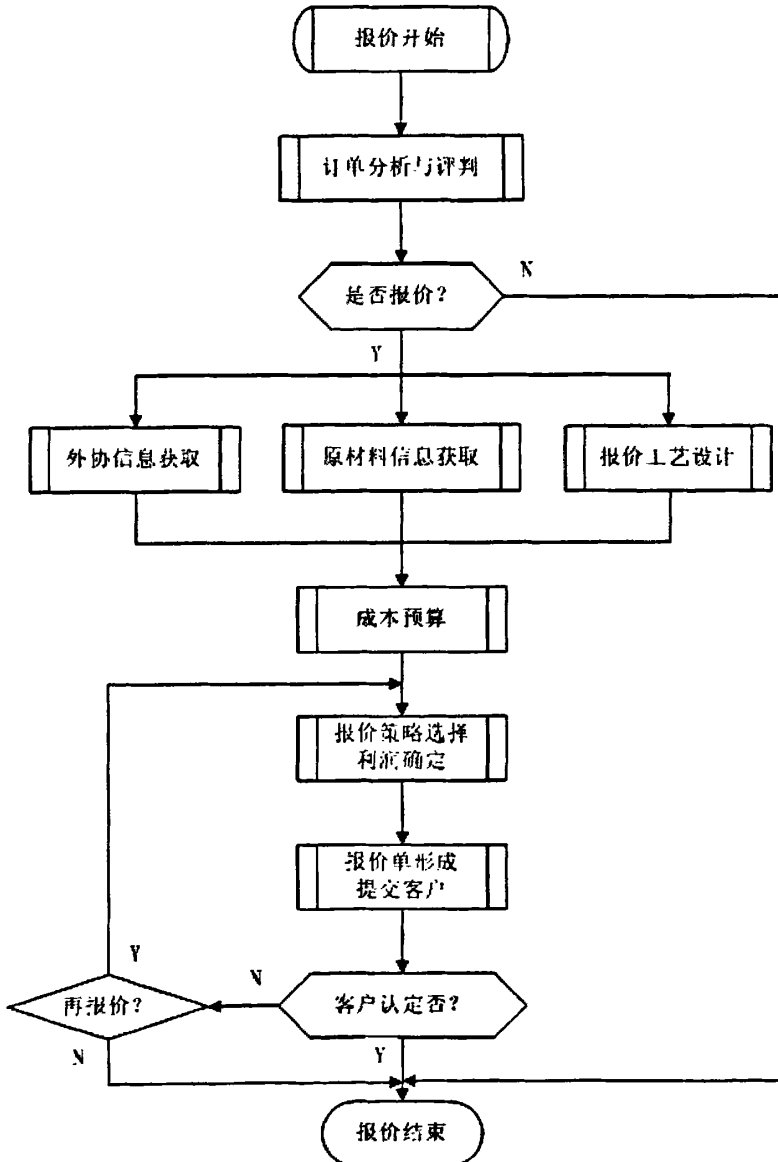 报价开始
订单分析与评判
是否报价？
N
Y
外协信息获取
原材料信息获取
报价工艺设计
成本预算
报价策略选择
利润确定
报价单形成
提交客户
Y
N
再报价？
客户认定否？
N
Y
报价结束